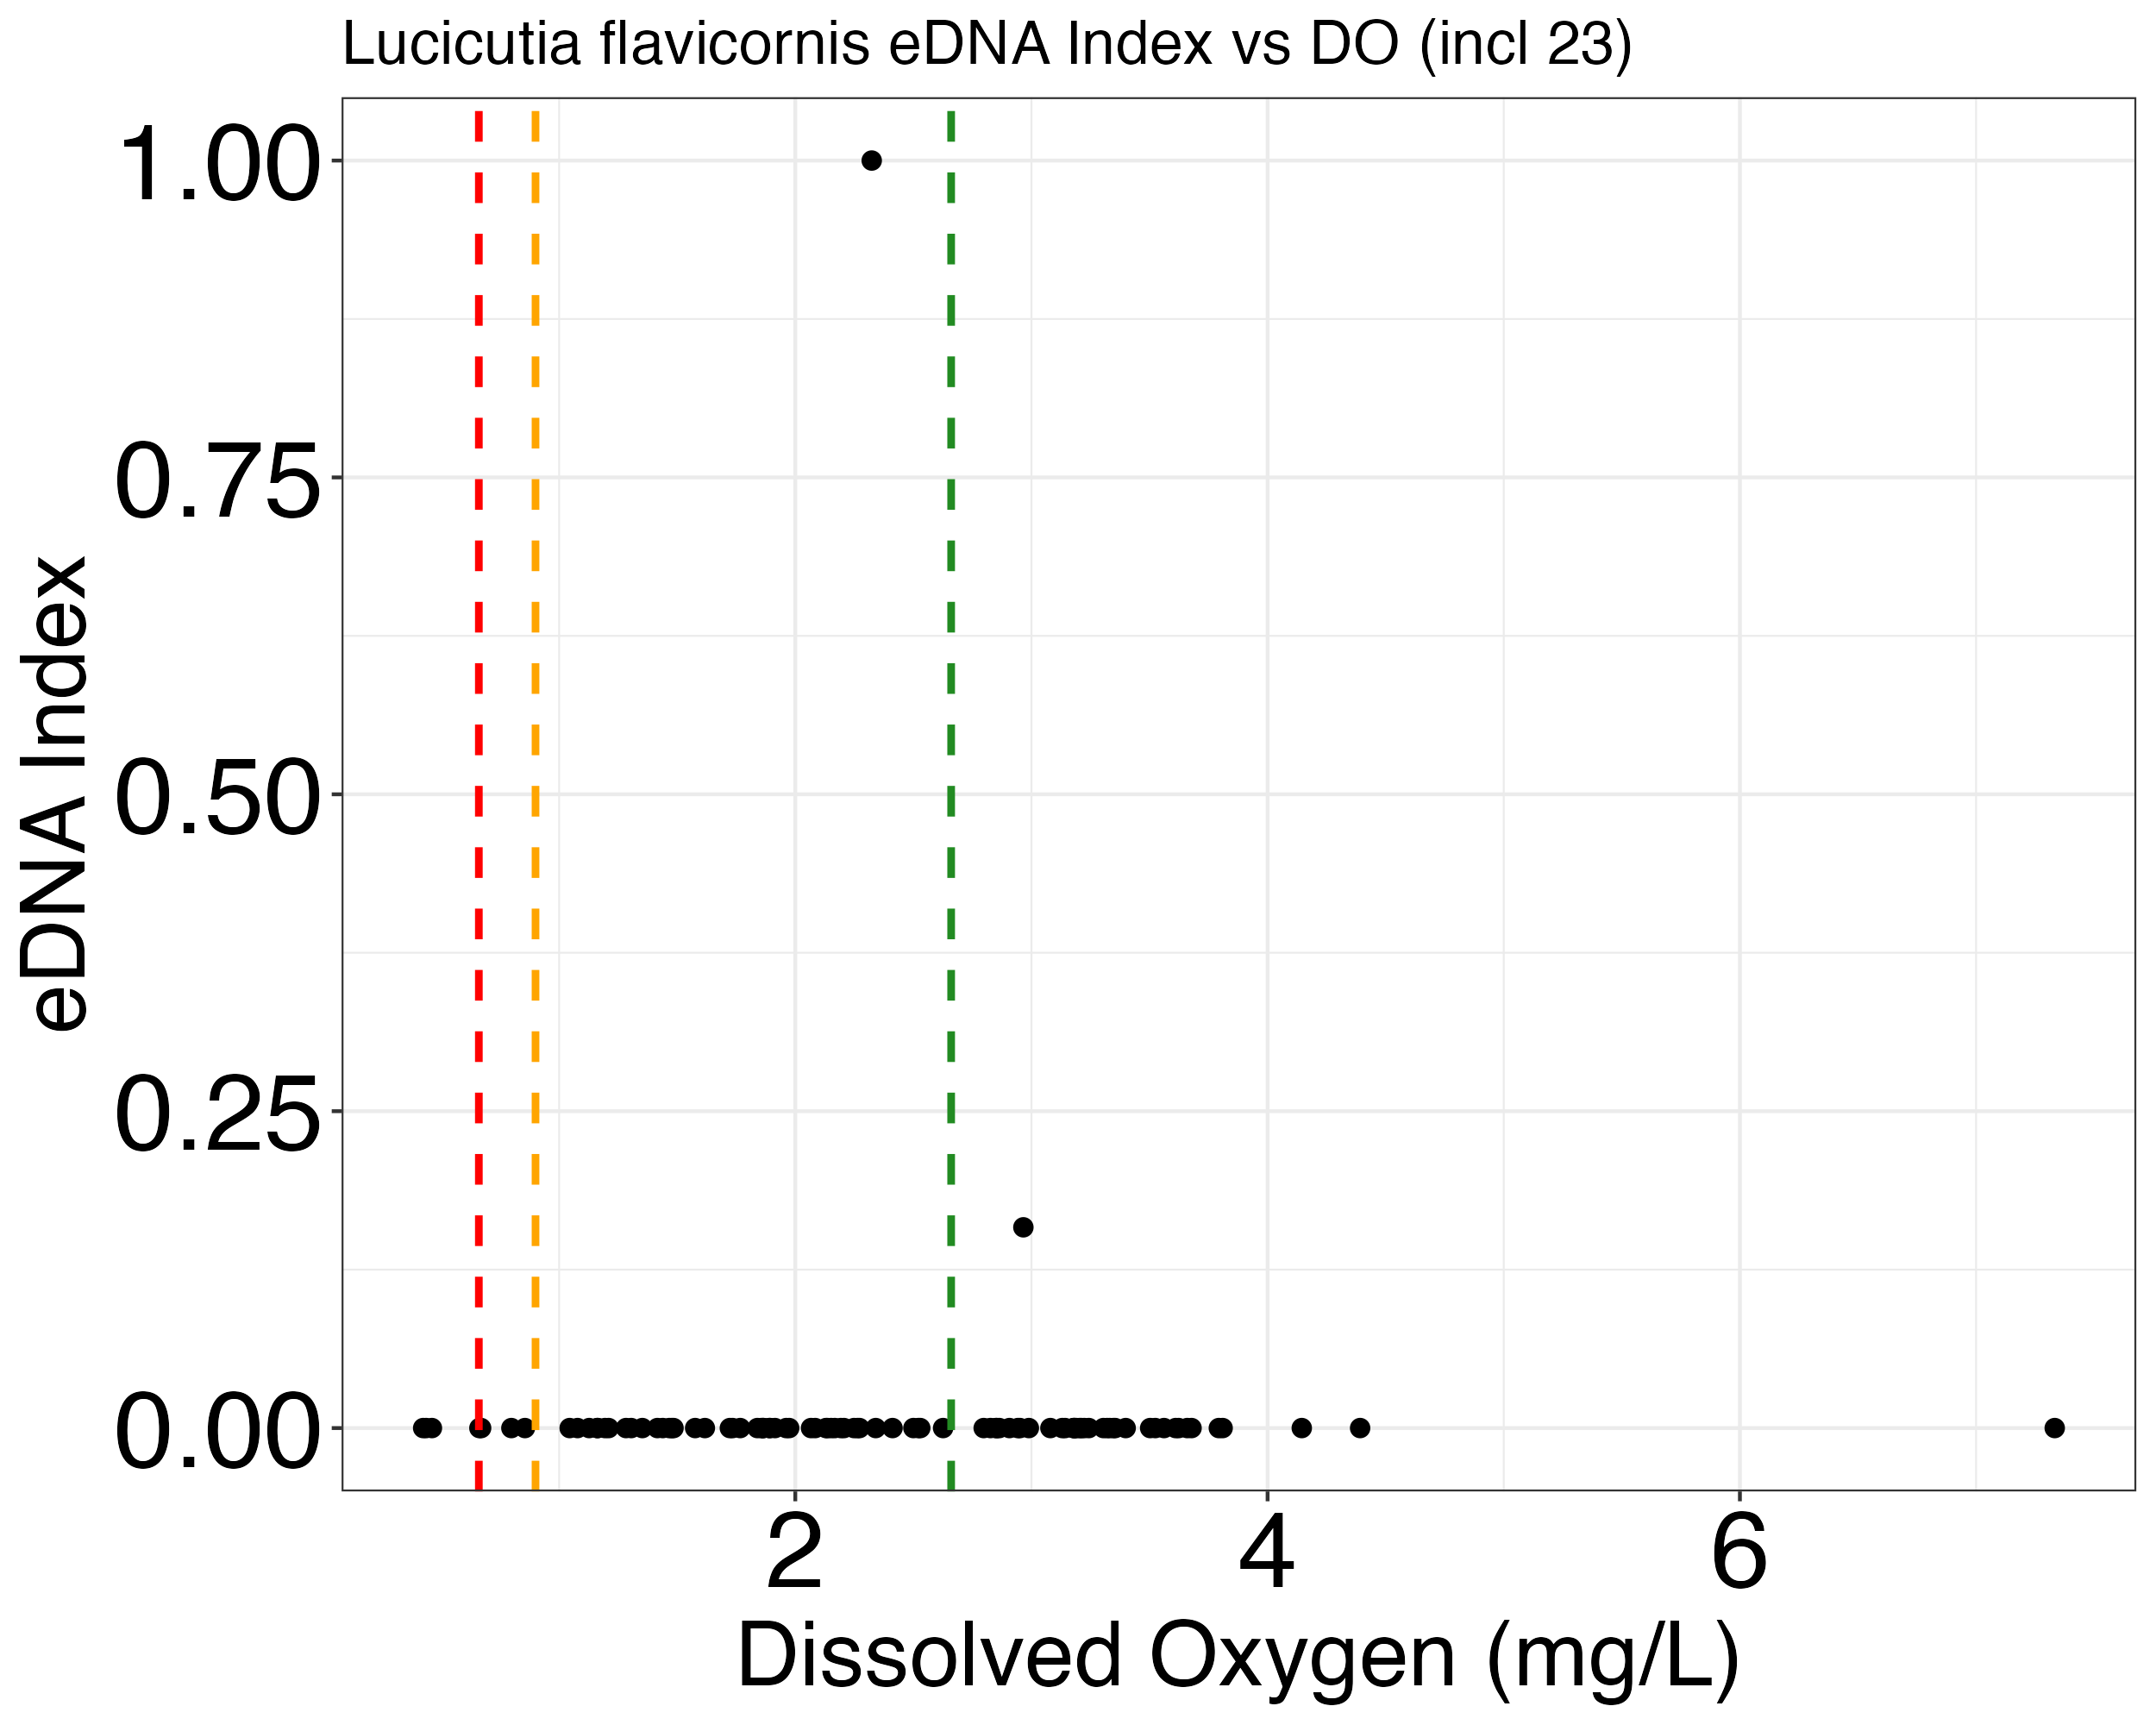 Lucicutia flavicornis eDNA Index vs DO (incl 23)
1.00
0.75
0.50
0.25
0.00
eDNA Index
2 4 6
Dissolved Oxygen (mg/L)